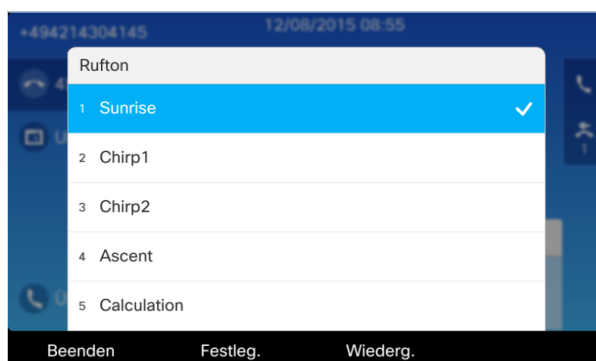 +494214304145 12/08/2015 08:55
Rufton
1 Sunrise
2 Chirp1
3 Chirp2
4 Ascent
5 Calculation
Beenden Festleg. Wiederg.